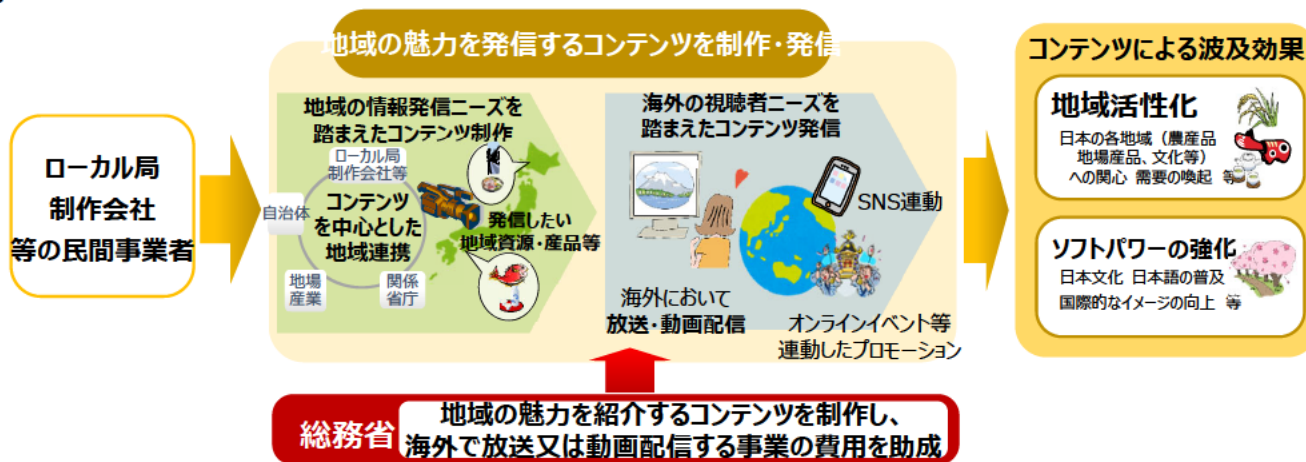 地域の魅力を発信するコンテンツを制作・発信
ローカル局
制作会社
等の民間事業者
地域の情報発信ニーズを
踏まえたコンテンツ制作
ローカル局
制作会社等
自治体
コンテンツ
を中心とした
地域連携
地場
産業
関係
省庁
発信したい
地域資源・産品等
海外の視聴者ニーズを
踏まえたコンテンツ発信
SNS連動
海外において
放送・動画配信
オンラインイベント等
連動したプロモーション
総務省
地域の魅力を紹介するコンテンツを制作し、
海外で放送又は動画配信する事業の費用を助成
コンテンツによる波及効果
地域活性化
日本の各地域（農産品
地場産品、文化等）
への関心 需要の喚起 等
ソフトパワーの強化
日本文化 日本語の普及
国際的なイメージの向上 等